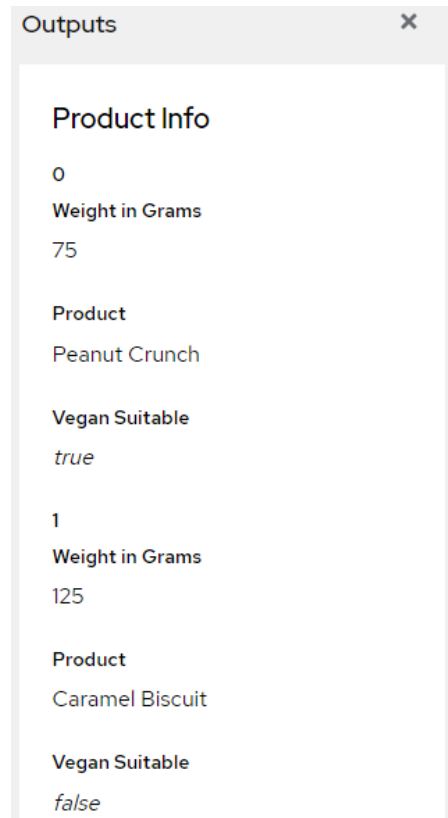 Outputs
Product Info
0
Weight in Grams
75
Product
Peanut Crunch
Vegan Suitable
true
1
Weight in Grams
125
Product
Caramel Biscuit
Vegan Suitable
false